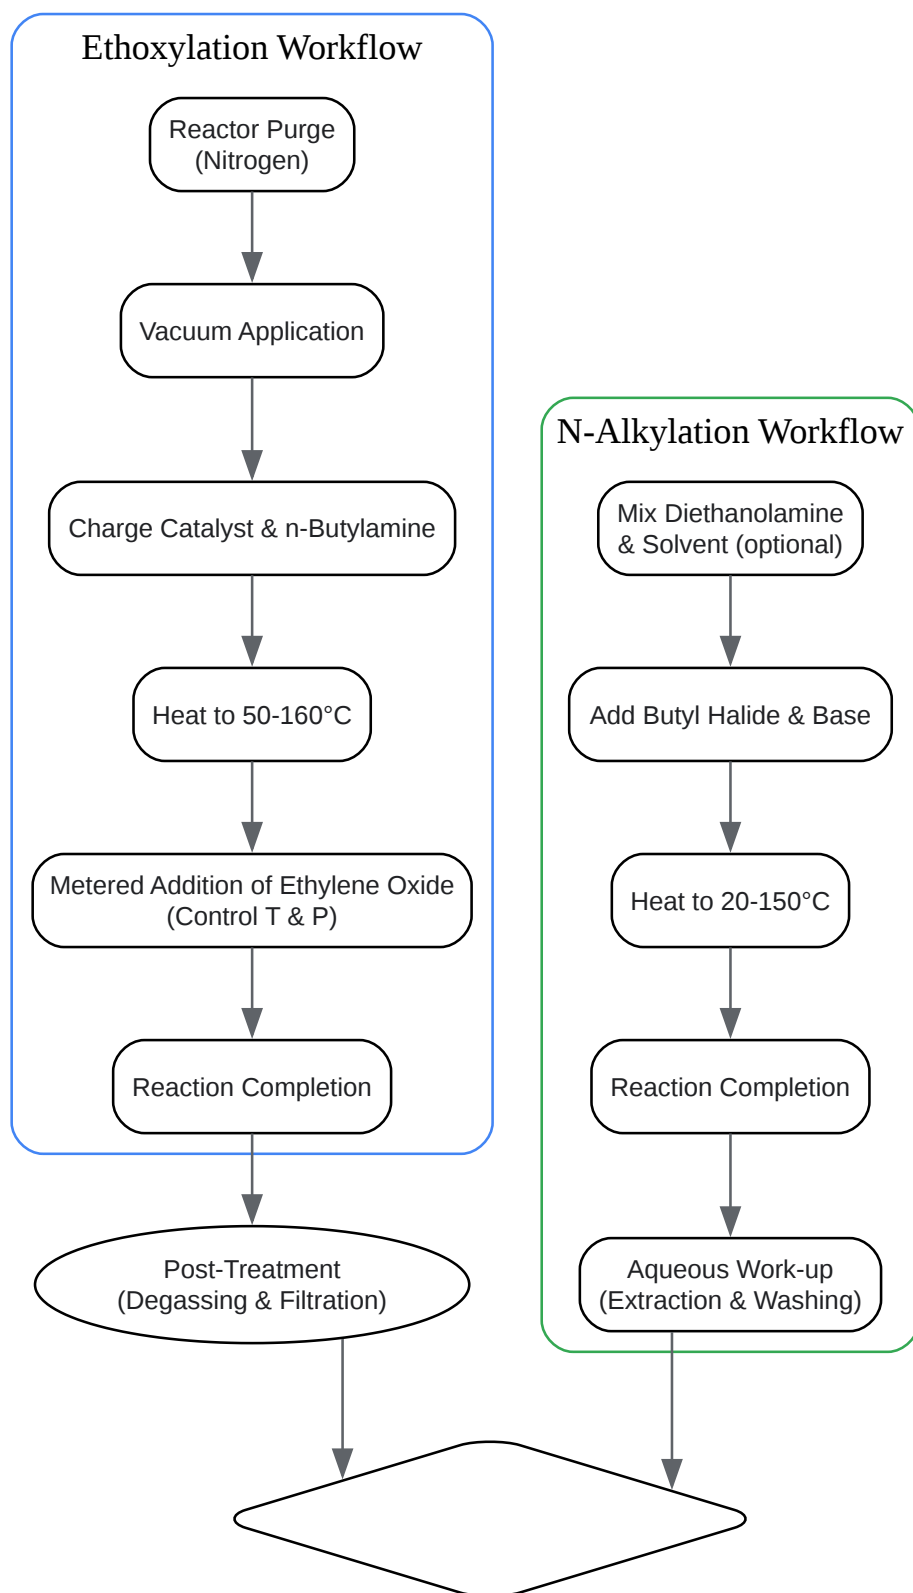 Ethoxylation Workflow
Reactor Purge
(Nitrogen)
Vacuum Application
Charge Catalyst & n-Butylamine
Heat to 50-160°C
Metered Addition of Ethylene Oxide
(Control T & P)
Reaction Completion
Post-Treatment
(Degassing & Filtration)
N-Alkylation Workflow
Mix Diethanolamine
& Solvent (optional)
Add Butyl Halide & Base
Heat to 20-150°C
Reaction Completion
Aqueous Work-up
(Extraction & Washing)